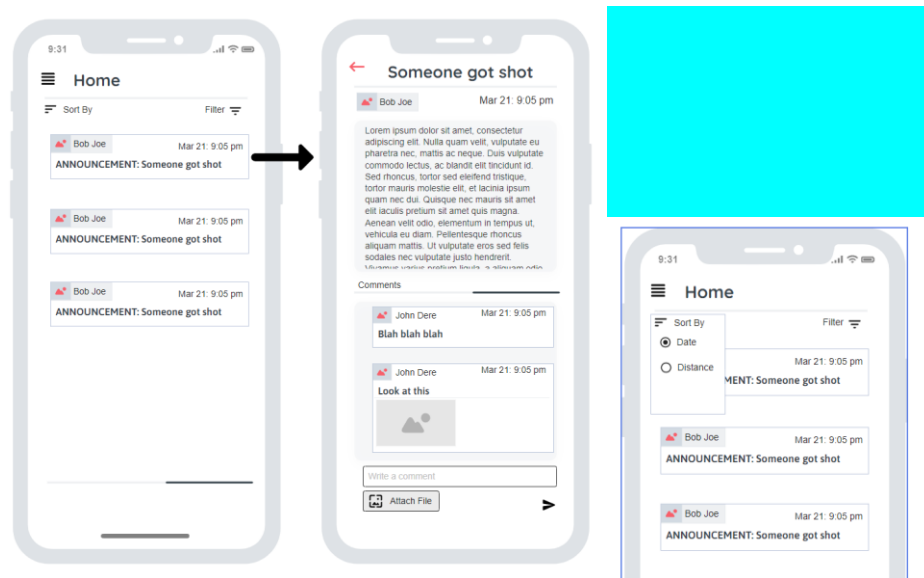 9:31
Home
Sort By Filter
Bob Joe Mar 21: 9:05 pm
ANNOUNCEMENT: Someone got shot
Bob Joe Mar 21: 9:05 pm
ANNOUNCEMENT: Someone got shot
Bob Joe Mar 21: 9:05 pm
ANNOUNCEMENT: Someone got shot
Someone got shot
Bob Joe Mar 21: 9:05 pm
Lorem ipsum dolor sit amet, consectetur
adipiscing elit. Nulla quam velit, vulputate eu
pharetra nec, mattis ac neque. Duis vulputate
commodo lectus, ac blandit elit tincidunt id.
Sed rhoncus, tortor sed eleifend tristique,
tortor mauris molestie elit, et lacinia ipsum
quam nec dui. Quisque nec mauris sit amet
elit iaculis pretium sit amet quis magna.
Aenean velit odio, elementum in tempus ut,
vehicula eu diam. Pellentesque rhoncus
aliquam mattis. Ut vulputate eros sed felis
sodales nec vulputate justo hendrerit.
Vivamus varius pretium ligula, a aliquam odio
Comments
John Dere Mar 21: 9:05 pm
Blah blah blah
John Dere Mar 21: 9:05 pm
Look at this
Write a comment
Attach File
9:31
Home
Sort By Filter
Date
Distance
Mar 21: 9:05 pm
MENT: Someone got shot
Bob Joe Mar 21: 9:05 pm
ANNOUNCEMENT: Someone got shot
Bob Joe Mar 21: 9:05 pm
ANNOUNCEMENT: Someone got shot